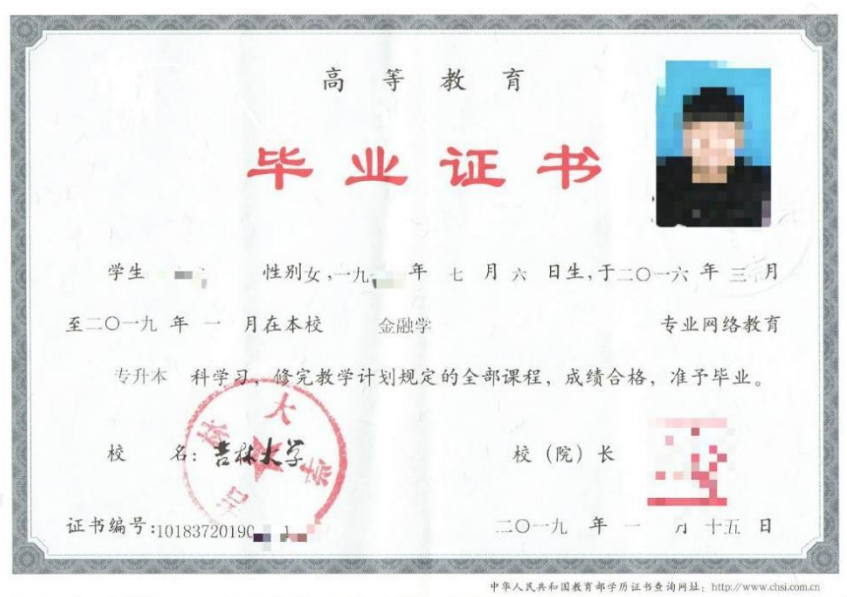 高等教育
毕业证书
学生 性别女，一九 年 七 月 六 日生，于二〇一六 年 三 月
至二〇一九 年 一 月在本校 金融学 专业网络教育
专升本 科学习，修完教学计划规定的全部课程，成绩合格，准予毕业。
校 名：吉林大学 校（院）长
吉林大学
证书编号:10183720190 二〇一九 年 一 月 十五 日
中华人民共和国教育部学历证书查询网址：http://www.chsi.com.cn